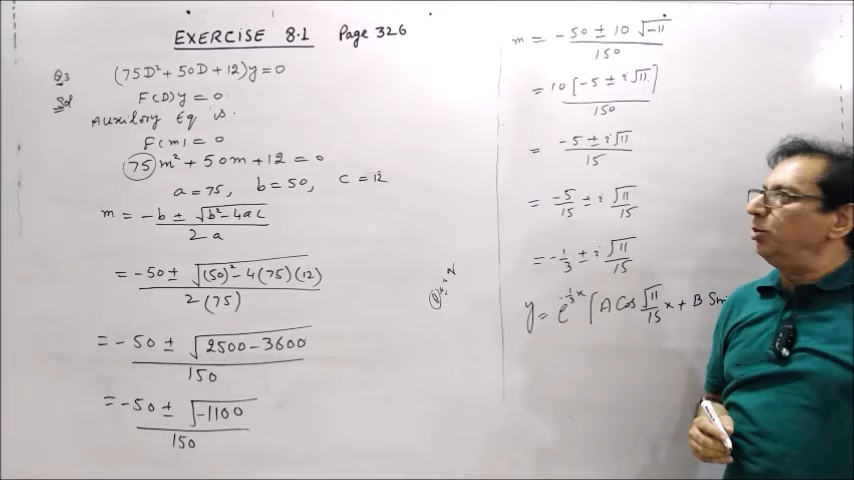 EXERCISE 8.1 Page 326
Q3 (75D² + 50D + 12)y = 0
Sol F(D)y = 0
Auxilory Eq is.
F(m) = 0
75m² + 50m + 12 = 0
a = 75, b = 50, c = 12
m = -b ± √(b² - 4ac) / 2a
= -50 ± √((50)² - 4(75)(12)) / 2(75)
= -50 ± √(2500 - 3600) / 150
= -50 ± √(-1100) / 150
m = -50 ± 10√(-11) / 150
= 10[-5 ± i√11] / 150
= -5 ± i√11 / 15
= -5/15 ± i √11/15
= -1/3 ± i √11/15
y = e^(-1/3 x) [A Cos √11/15 x + B